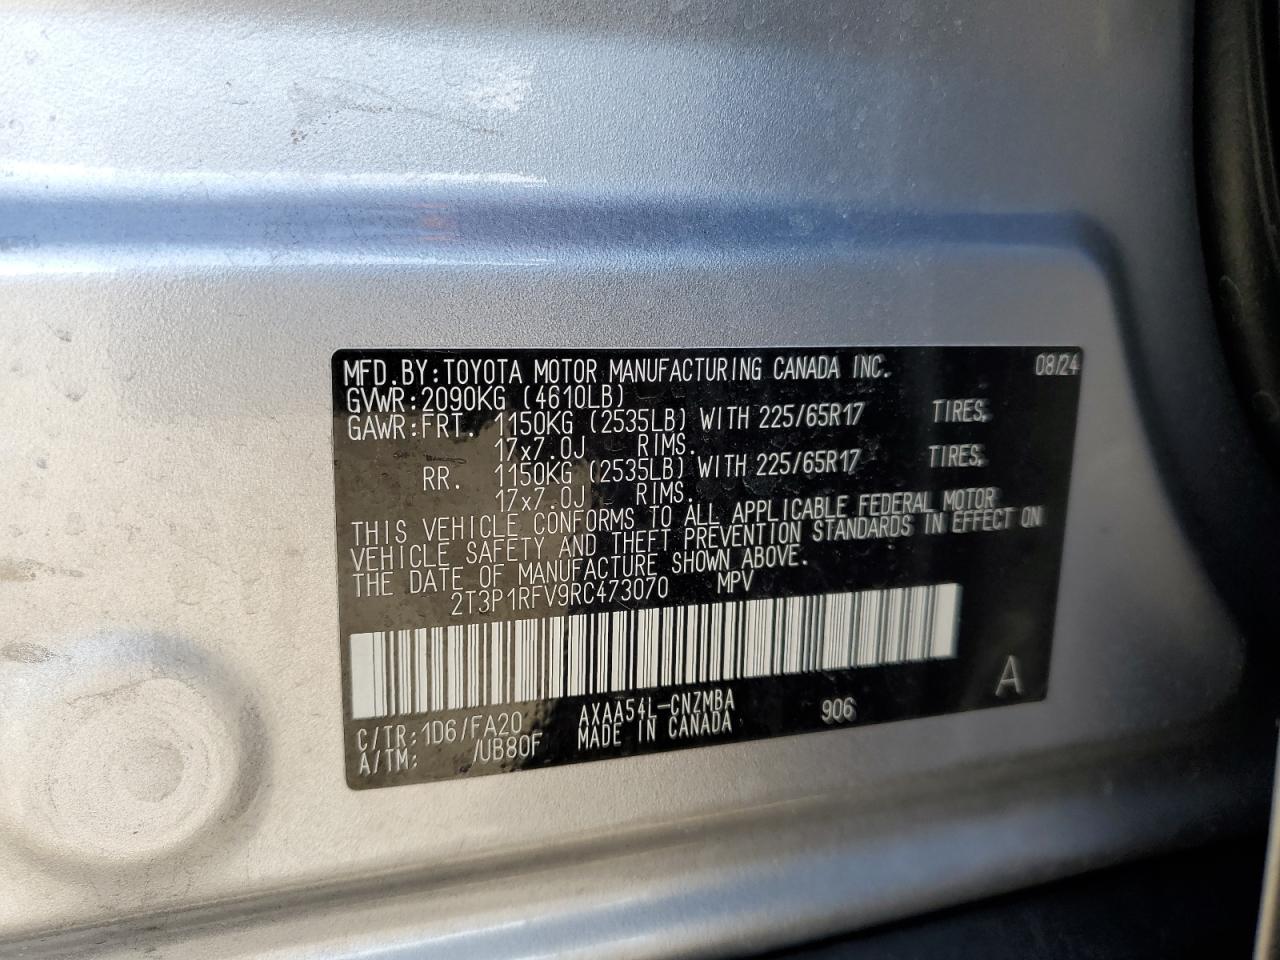 MFD.BY:TOYOTA MOTOR MANUFACTURING CANADA INC. 08/24
GVWR:2090KG (4610LB)
GAWR:FRT. 1150KG (2535LB) WITH 225/65R17 TIRES,
17x7.0J RIMS.
RR. 1150KG (2535LB) WITH 225/65R17 TIRES,
17x7.0J RIMS.
THIS VEHICLE CONFORMS TO ALL APPLICABLE FEDERAL MOTOR
VEHICLE SAFETY AND THEFT PREVENTION STANDARDS IN EFFECT ON
THE DATE OF MANUFACTURE SHOWN ABOVE.
2T3P1RFV9RC473070 MPV
A
C/TR:1D6/FA20 AXAA54L-CNZMBA 906
A/TM: /UB80F MADE IN CANADA